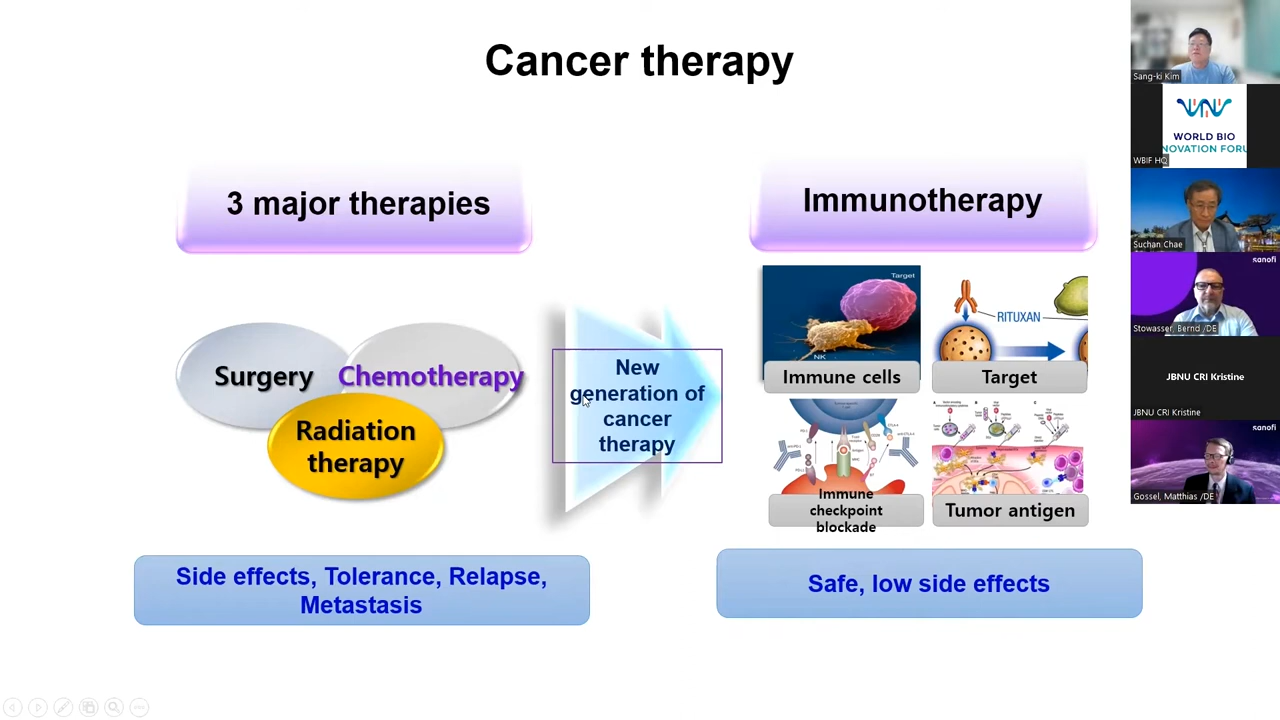 Cancer therapy
3 major therapies
Immunotherapy
Surgery
Chemotherapy
Radiation
therapy
New
generation of
cancer
therapy
Target
NK
Immune cells
RITUXAN
Target
Immune
checkpoint
blockade
Tumor antigen
Side effects, Tolerance, Relapse,
Metastasis
Safe, low side effects
Sang-ki Kim
WORLD BIO
NOVATION FORU
WBIF HQ
Suchan Chae
sanofi
Stowasser, Bernd /DE
JBNU CRI Kristine
JBNU CRI Kristine
sanofi
Gossel, Matthias /DE